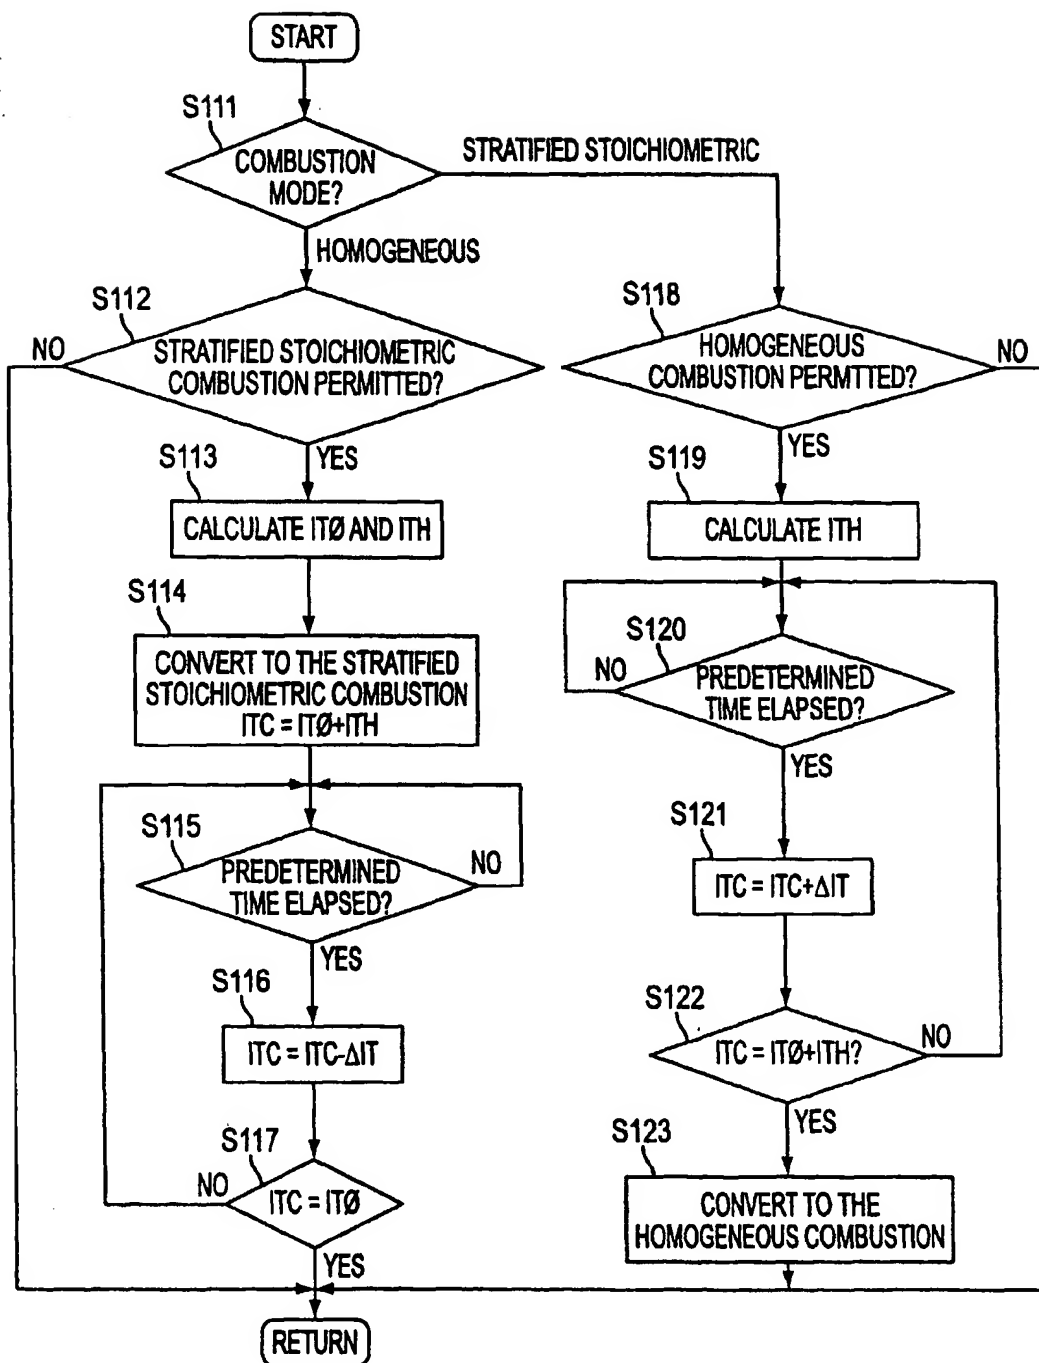 START
S111
COMBUSTION
MODE?
STRATIFIED STOICHIOMETRIC
HOMOGENEOUS
S112
NO
STRATIFIED STOICHIOMETRIC
COMBUSTION PERMITTED?
YES
S113
CALCULATE ITØ AND ITH
S114
CONVERT TO THE STRATIFIED
STOICHIOMETRIC COMBUSTION
ITC = ITØ+ITH
S115
PREDETERMINED
TIME ELAPSED?
NO
YES
S116
ITC = ITC-ΔIT
S117
NO
ITC = ITØ
YES
RETURN
S118
HOMOGENEOUS
COMBUSTION PERMTTED?
NO
YES
S119
CALCULATE ITH
S120
NO
PREDETERMINED
TIME ELAPSED?
YES
S121
ITC = ITC+ΔIT
S122
ITC = ITØ+ITH?
NO
YES
S123
CONVERT TO THE
HOMOGENEOUS COMBUSTION